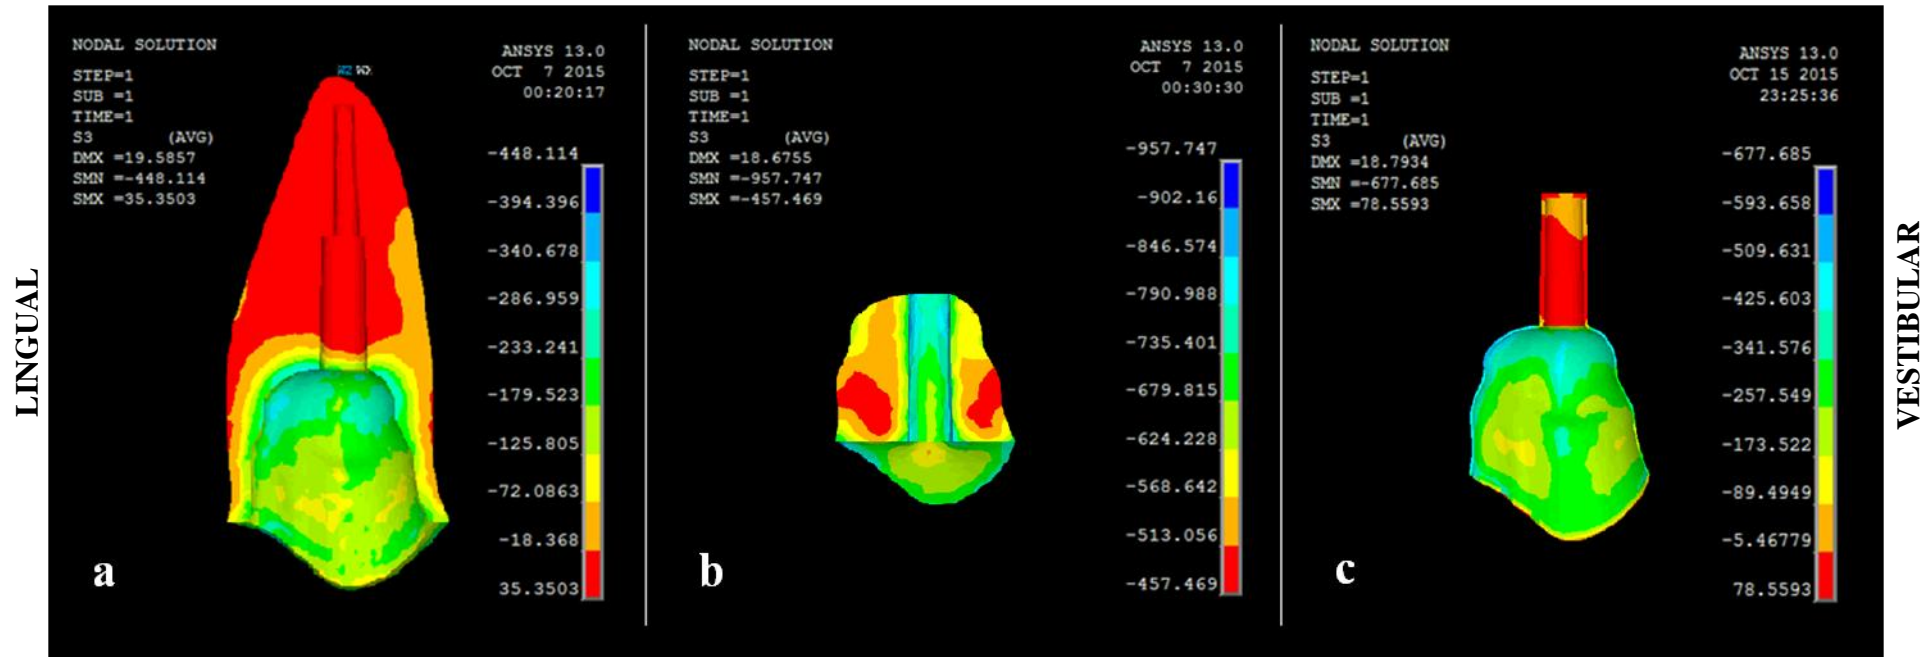 LINGUAL
NODAL SOLUTION
STEP=1
SUB =1
TIME=1
S3 (AVG)
DMX =19.5857
SMN =-448.114
SMX =35.3503
ANSYS 13.0
OCT 7 2015
00:20:17
-448.114
-394.396
-340.678
-286.959
-233.241
-179.523
-125.805
-72.0863
-18.368
35.3503
a
NODAL SOLUTION
STEP=1
SUB =1
TIME=1
S3 (AVG)
DMX =18.6755
SMN =-957.747
SMX =-457.469
ANSYS 13.0
OCT 7 2015
00:30:30
-957.747
-902.16
-846.574
-790.988
-735.401
-679.815
-624.228
-568.642
-513.056
-457.469
b
NODAL SOLUTION
STEP=1
SUB =1
TIME=1
S3 (AVG)
DMX =18.7934
SMN =-677.685
SMX =78.5593
ANSYS 13.0
OCT 15 2015
23:25:36
-677.685
-593.658
-509.631
-425.603
-341.576
-257.549
-173.522
-89.4949
-5.46779
78.5593
c
VESTIBULAR